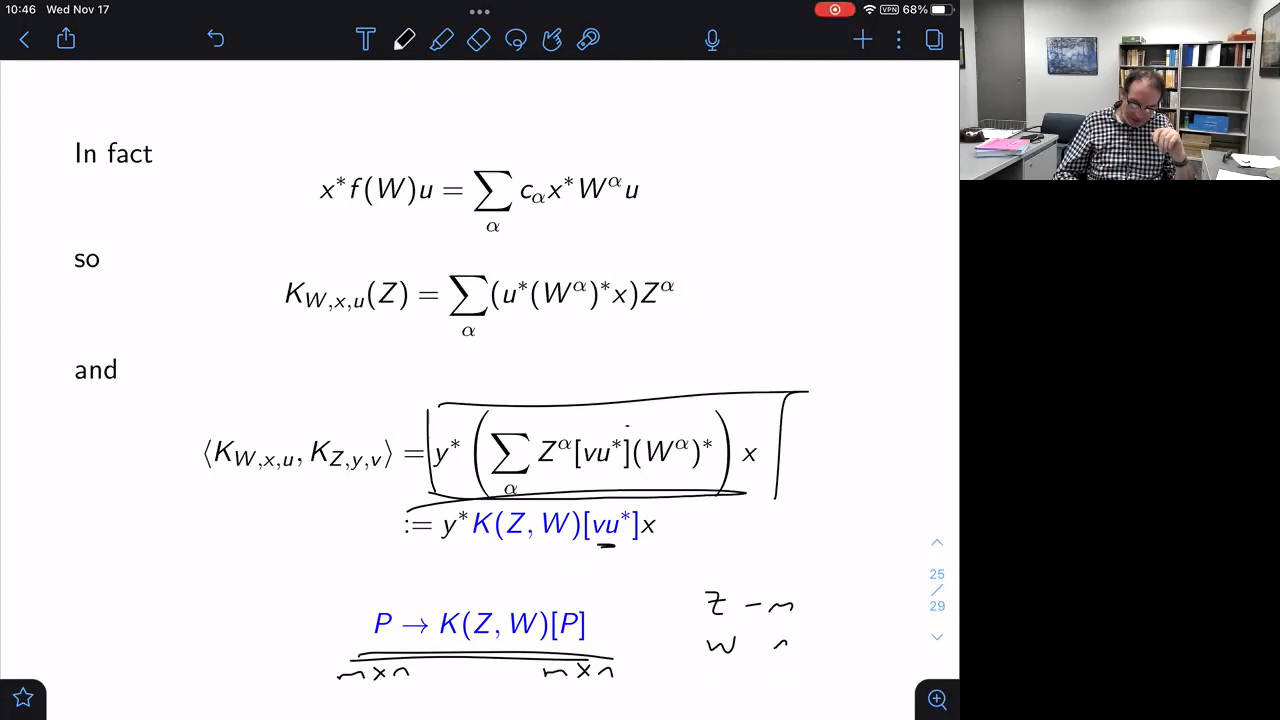 10:46 Wed Nov 17
VPN 68%
In fact
x*f(W)u = ∑_α c_α x* W^α u
so
K_{W,x,u}(Z) = ∑_α (u*(W^α)*x)Z^α
and
⟨K_{W,x,u}, K_{Z,y,v}⟩ = y* (∑_α Z^α[vu*](W^α)*) x
:= y*K(Z, W)[vu*]x
25
/
29
P → K(Z, W)[P]
m×n m×n
Z – m
W n